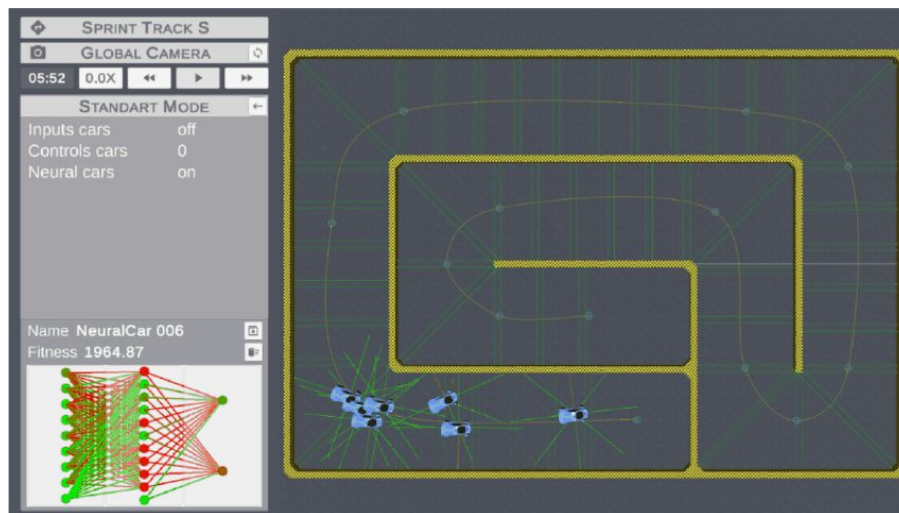 SPRINT TRACK S
GLOBAL CAMERA
05:52 0.0X
STANDART MODE
Inputs cars off
Controls cars 0
Neural cars on
Name NeuralCar 006
Fitness 1964.87